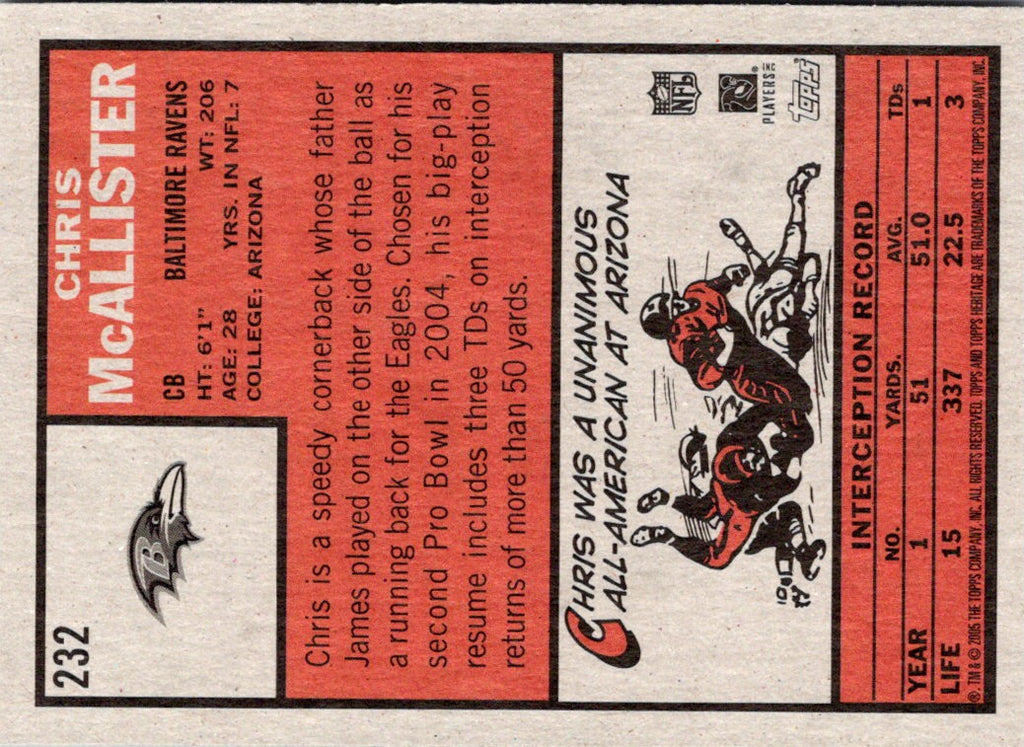 232
B
CHRIS
McALLISTER
CB BALTIMORE RAVENS
HT: 6'1" WT: 206
AGE: 28 YRS. IN NFL: 7
COLLEGE: ARIZONA
Chris is a speedy cornerback whose father
James played on the other side of the ball as
a running back for the Eagles. Chosen for his
second Pro Bowl in 2004, his big-play
resume includes three TDs on interception
returns of more than 50 yards.
CHRIS WAS A UNANIMOUS
ALL-AMERICAN AT ARIZONA
NFL
PLAYERS INC
Topps®
INTERCEPTION RECORD
NO. YARDS. AVG. TDs
YEAR 1 51 51.0 1
LIFE 15 337 22.5 3
® TM & © 2005 THE TOPPS COMPANY, INC. ALL RIGHTS RESERVED. TOPPS AND TOPPS HERITAGE ARE TRADEMARKS OF THE TOPPS COMPANY, INC.